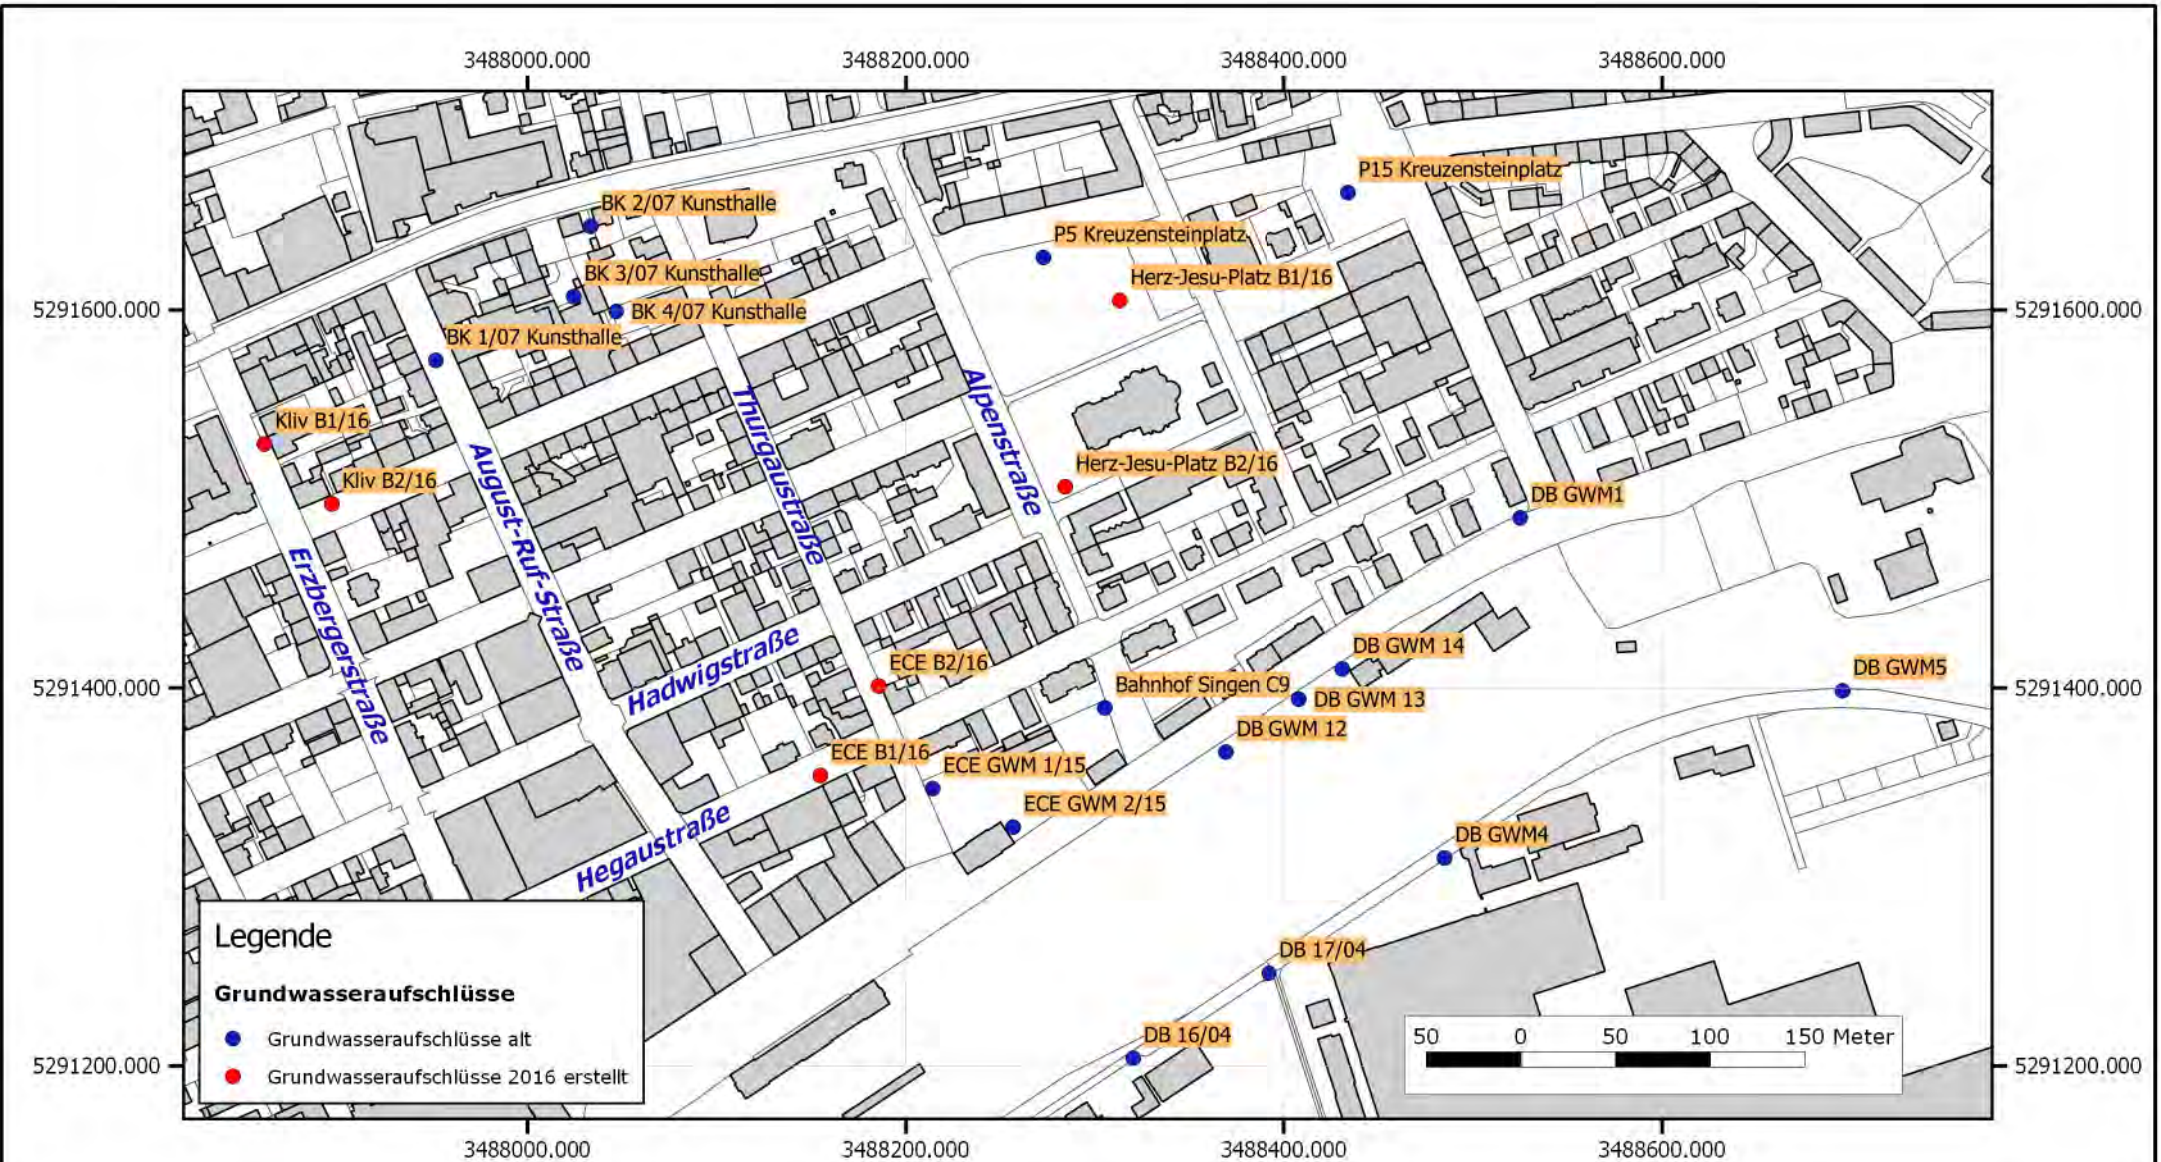 3488000.000 3488200.000 3488400.000 3488600.000
P15 Kreuzensteinplatz
BK 2/07 Kunsthalle
P5 Kreuzensteinplatz
BK 3/07 Kunsthalle
Herz-Jesu-Platz B1/16
5291600.000 BK 4/07 Kunsthalle 5291600.000
BK 1/07 Kunsthalle
Kliv B1/16
Thurgaustraße
Alpenstraße
Herz-Jesu-Platz B2/16
Kliv B2/16
DB GWM1
August-Ruf-Straße
Erzbergerstraße
Hadwigstraße
DB GWM 14
ECE B2/16
DB GWM5
5291400.000 Bahnhof Singen C9 5291400.000
DB GWM 13
DB GWM 12
ECE B1/16
ECE GWM 1/15
ECE GWM 2/15
DB GWM4
Hegaustraße
Legende
DB 17/04
Grundwasseraufschlüsse
Grundwasseraufschlüsse alt
DB 16/04
50 0 50 100 150 Meter
5291200.000 5291200.000
Grundwasseraufschlüsse 2016 erstellt
3488000.000 3488200.000 3488400.000 3488600.000